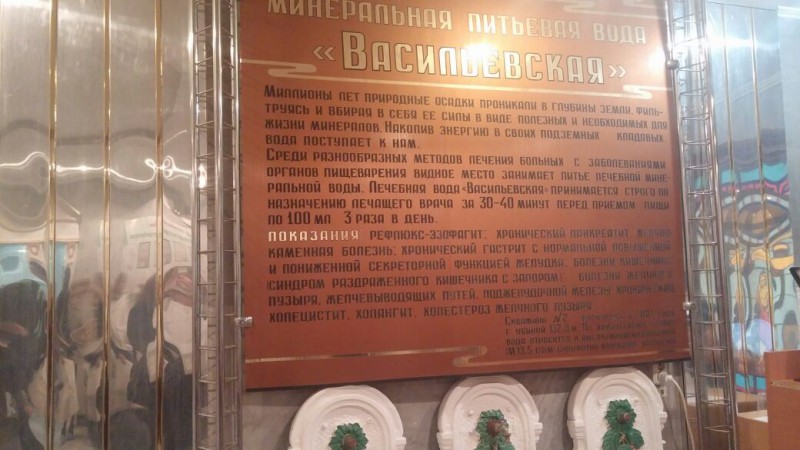 МИНЕРАЛЬНАЯ ПИТЬЕВАЯ ВОДА
«ВАСИЛЬЕВСКАЯ»
МИЛЛИОНЫ ЛЕТ ПРИРОДНЫЕ ОСАДКИ ПРОНИКАЛИ В ГЛУБИНЫ ЗЕМЛИ, ФИЛЬ-
ТРУЯСЬ И ВБИРАЯ В СЕБЯ ЕЕ СИЛЫ В ВИДЕ ПОЛЕЗНЫХ И НЕОБХОДИМЫХ ДЛЯ
ЖИЗНИ МИНЕРАЛОВ. НАКОПИВ ЭНЕРГИЮ В СВОИХ ПОДЗЕМНЫХ КЛАДОВЫХ
ВОДА ПОСТУПАЕТ К НАМ.
СРЕДИ РАЗНООБРАЗНЫХ МЕТОДОВ ЛЕЧЕНИЯ БОЛЬНЫХ С ЗАБОЛЕВАНИЯМИ
ОРГАНОВ ПИЩЕВАРЕНИЯ ВИДНОЕ МЕСТО ЗАНИМАЕТ ПИТЬЕ ЛЕЧЕБНОЙ МИНЕ-
РАЛЬНОЙ ВОДЫ. ЛЕЧЕБНАЯ ВОДА «ВАСИЛЬЕВСКАЯ» ПРИНИМАЕТСЯ СТРОГО ПО
НАЗНАЧЕНИЮ ЛЕЧАЩЕГО ВРАЧА ЗА 30-40 МИНУТ ПЕРЕД ПРИЕМОМ ПИЩИ
ПО 100 МЛ 3 РАЗА В ДЕНЬ.
ПОКАЗАНИЯ РЕФЛЮКС-ЭЗОФАГИТ; ХРОНИЧЕСКИЙ ПАНКРЕАТИТ, ЖЕЛЧНО-
КАМЕННАЯ БОЛЕЗНЬ; ХРОНИЧЕСКИЙ ГАСТРИТ С НОРМАЛЬНОЙ ПОВЫШЕННОЙ
И ПОНИЖЕННОЙ СЕКРЕТОРНОЙ ФУНКЦИЕЙ ЖЕЛУДКА; БОЛЕЗНИ КИШЕЧНИКА
(СИНДРОМ РАЗДРАЖЕННОГО КИШЕЧНИКА С ЗАПОРОМ); БОЛЕЗНИ ЖЕЛЧНОГО
ПУЗЫРЯ, ЖЕЛЧЕВЫВОДЯЩИХ ПУТЕЙ, ПОДЖЕЛУДОЧНОЙ ЖЕЛЕЗЫ ХРОНИЧЕСКИЙ
ХОЛЕЦИСТИТ, ХОЛАНГИТ, ХОЛЕСТЕРОЗ ЖЕЛЧНОГО ПУЗЫРЯ.
СКВАЖИНА №2
ВОДА